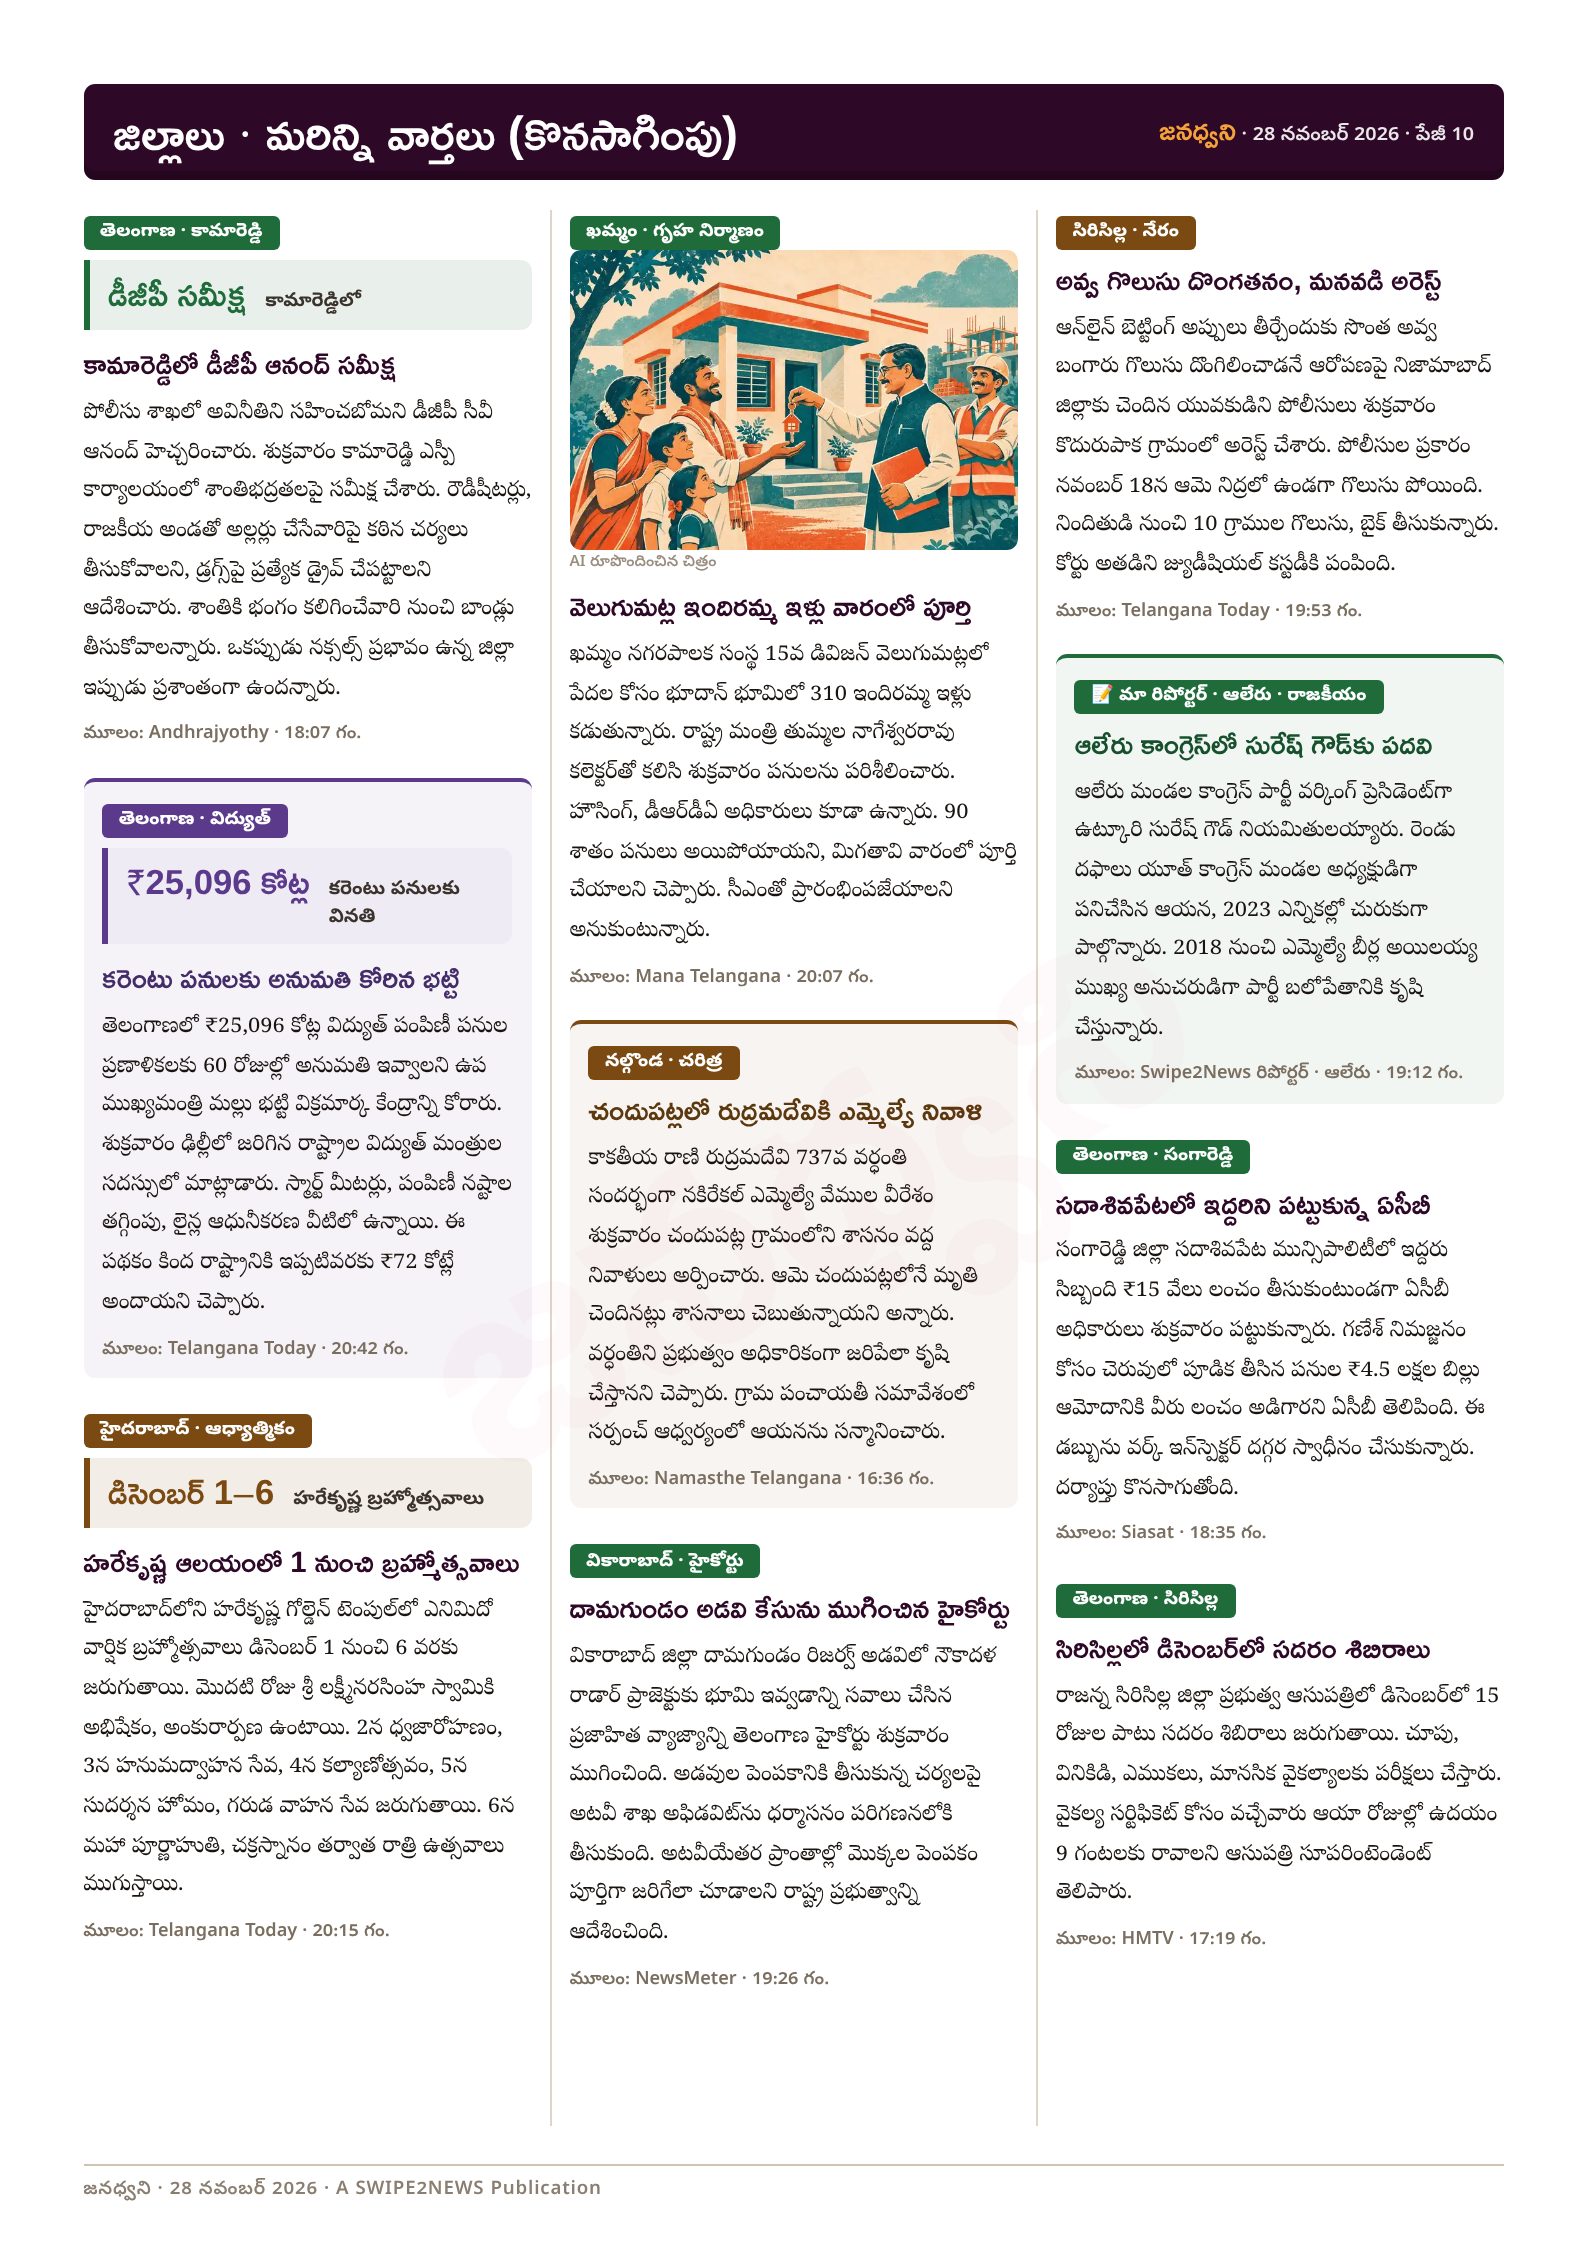 జిల్లాలు · మరిన్ని వార్తలు (కొనసాగింపు)
జనధ్వని · 28 నవంబర్ 2026 · పేజీ 10
తెలంగాణ · కామారెడ్డి
డీజీపీ సమీక్ష కామారెడ్డిలో
కామారెడ్డిలో డీజీపీ ఆనంద్ సమీక్ష
పోలీసు శాఖలో అవినీతిని సహించబోమని డీజీపీ సీవీ
ఆనంద్ హెచ్చరించారు. శుక్రవారం కామారెడ్డి ఎస్పీ
కార్యాలయంలో శాంతిభద్రతలపై సమీక్ష చేశారు. రౌడీషీటర్లు,
రాజకీయ అండతో అల్లర్లు చేసేవారిపై కఠిన చర్యలు
తీసుకోవాలని, డ్రగ్స్‌పై ప్రత్యేక డ్రైవ్ చేపట్టాలని
ఆదేశించారు. శాంతికి భంగం కలిగించేవారి నుంచి బాండ్లు
తీసుకోవాలన్నారు. ఒకప్పుడు నక్సల్స్ ప్రభావం ఉన్న జిల్లా
ఇప్పుడు ప్రశాంతంగా ఉందన్నారు.
మూలం: Andhrajyothy · 18:07 గం.
తెలంగాణ · విద్యుత్
₹25,096 కోట్ల కరెంటు పనులకు
వినతి
కరెంటు పనులకు అనుమతి కోరిన భట్టి
తెలంగాణలో ₹25,096 కోట్ల విద్యుత్ పంపిణీ పనుల
ప్రణాళికలకు 60 రోజుల్లో అనుమతి ఇవ్వాలని ఉప
ముఖ్యమంత్రి మల్లు భట్టి విక్రమార్క కేంద్రాన్ని కోరారు.
శుక్రవారం ఢిల్లీలో జరిగిన రాష్ట్రాల విద్యుత్ మంత్రుల
సదస్సులో మాట్లాడారు. స్మార్ట్ మీటర్లు, పంపిణీ నష్టాల
తగ్గింపు, లైన్ల ఆధునీకరణ వీటిలో ఉన్నాయి. ఈ
పథకం కింద రాష్ట్రానికి ఇప్పటివరకు ₹72 కోట్లే
అందాయని చెప్పారు.
మూలం: Telangana Today · 20:42 గం.
హైదరాబాద్ · ఆధ్యాత్మికం
డిసెంబర్ 1–6 హరేకృష్ణ బ్రహ్మోత్సవాలు
హరేకృష్ణ ఆలయంలో 1 నుంచి బ్రహ్మోత్సవాలు
హైదరాబాద్‌లోని హరేకృష్ణ గోల్డెన్ టెంపుల్‌లో ఎనిమిదో
వార్షిక బ్రహ్మోత్సవాలు డిసెంబర్ 1 నుంచి 6 వరకు
జరుగుతాయి. మొదటి రోజు శ్రీ లక్ష్మీనరసింహ స్వామికి
అభిషేకం, అంకురార్పణ ఉంటాయి. 2న ధ్వజారోహణం,
3న హనుమద్వాహన సేవ, 4న కల్యాణోత్సవం, 5న
సుదర్శన హోమం, గరుడ వాహన సేవ జరుగుతాయి. 6న
మహా పూర్ణాహుతి, చక్రస్నానం తర్వాత రాత్రి ఉత్సవాలు
ముగుస్తాయి.
మూలం: Telangana Today · 20:15 గం.
ఖమ్మం · గృహ నిర్మాణం
AI రూపొందించిన చిత్రం
వెలుగుమట్ల ఇందిరమ్మ ఇళ్లు వారంలో పూర్తి
ఖమ్మం నగరపాలక సంస్థ 15వ డివిజన్ వెలుగుమట్లలో
పేదల కోసం భూదాన్ భూమిలో 310 ఇందిరమ్మ ఇళ్లు
కడుతున్నారు. రాష్ట్ర మంత్రి తుమ్మల నాగేశ్వరరావు
కలెక్టర్‌తో కలిసి శుక్రవారం పనులను పరిశీలించారు.
హౌసింగ్, డీఆర్‌డీఏ అధికారులు కూడా ఉన్నారు. 90
శాతం పనులు అయిపోయాయని, మిగతావి వారంలో పూర్తి
చేయాలని చెప్పారు. సీఎంతో ప్రారంభింపజేయాలని
అనుకుంటున్నారు.
మూలం: Mana Telangana · 20:07 గం.
నల్గొండ · చరిత్ర
చందుపట్లలో రుద్రమదేవికి ఎమ్మెల్యే నివాళి
కాకతీయ రాణి రుద్రమదేవి 737వ వర్ధంతి
సందర్భంగా నకిరేకల్ ఎమ్మెల్యే వేముల వీరేశం
శుక్రవారం చందుపట్ల గ్రామంలోని శాసనం వద్ద
నివాళులు అర్పించారు. ఆమె చందుపట్లలోనే మృతి
చెందినట్లు శాసనాలు చెబుతున్నాయని అన్నారు.
వర్ధంతిని ప్రభుత్వం అధికారికంగా జరిపేలా కృషి
చేస్తానని చెప్పారు. గ్రామ పంచాయతీ సమావేశంలో
సర్పంచ్ ఆధ్వర్యంలో ఆయనను సన్మానించారు.
మూలం: Namasthe Telangana · 16:36 గం.
వికారాబాద్ · హైకోర్టు
దామగుండం అడవి కేసును ముగించిన హైకోర్టు
వికారాబాద్ జిల్లా దామగుండం రిజర్వ్ అడవిలో నౌకాదళ
రాడార్ ప్రాజెక్టుకు భూమి ఇవ్వడాన్ని సవాలు చేసిన
ప్రజాహిత వ్యాజ్యాన్ని తెలంగాణ హైకోర్టు శుక్రవారం
ముగించింది. అడవుల పెంపకానికి తీసుకున్న చర్యలపై
అటవీ శాఖ అఫిడవిట్‌ను ధర్మాసనం పరిగణనలోకి
తీసుకుంది. అటవీయేతర ప్రాంతాల్లో మొక్కల పెంపకం
పూర్తిగా జరిగేలా చూడాలని రాష్ట్ర ప్రభుత్వాన్ని
ఆదేశించింది.
మూలం: NewsMeter · 19:26 గం.
సిరిసిల్ల · నేరం
అవ్వ గొలుసు దొంగతనం, మనవడి అరెస్ట్
ఆన్‌లైన్ బెట్టింగ్ అప్పులు తీర్చేందుకు సొంత అవ్వ
బంగారు గొలుసు దొంగిలించాడనే ఆరోపణపై నిజామాబాద్
జిల్లాకు చెందిన యువకుడిని పోలీసులు శుక్రవారం
కొదురుపాక గ్రామంలో అరెస్ట్ చేశారు. పోలీసుల ప్రకారం
నవంబర్ 18న ఆమె నిద్రలో ఉండగా గొలుసు పోయింది.
నిందితుడి నుంచి 10 గ్రాముల గొలుసు, బైక్ తీసుకున్నారు.
కోర్టు అతడిని జ్యుడీషియల్ కస్టడీకి పంపింది.
మూలం: Telangana Today · 19:53 గం.
📝 మా రిపోర్టర్ · ఆలేరు · రాజకీయం
ఆలేరు కాంగ్రెస్‌లో సురేష్ గౌడ్‌కు పదవి
ఆలేరు మండల కాంగ్రెస్ పార్టీ వర్కింగ్ ప్రెసిడెంట్‌గా
ఉట్కూరి సురేష్ గౌడ్ నియమితులయ్యారు. రెండు
దఫాలు యూత్ కాంగ్రెస్ మండల అధ్యక్షుడిగా
పనిచేసిన ఆయన, 2023 ఎన్నికల్లో చురుకుగా
పాల్గొన్నారు. 2018 నుంచి ఎమ్మెల్యే బీర్ల అయిలయ్య
ముఖ్య అనుచరుడిగా పార్టీ బలోపేతానికి కృషి
చేస్తున్నారు.
మూలం: Swipe2News రిపోర్టర్ · ఆలేరు · 19:12 గం.
తెలంగాణ · సంగారెడ్డి
సదాశివపేటలో ఇద్దరిని పట్టుకున్న ఏసీబీ
సంగారెడ్డి జిల్లా సదాశివపేట మున్సిపాలిటీలో ఇద్దరు
సిబ్బంది ₹15 వేలు లంచం తీసుకుంటుండగా ఏసీబీ
అధికారులు శుక్రవారం పట్టుకున్నారు. గణేశ్ నిమజ్జనం
కోసం చెరువులో పూడిక తీసిన పనుల ₹4.5 లక్షల బిల్లు
ఆమోదానికి వీరు లంచం అడిగారని ఏసీబీ తెలిపింది. ఈ
డబ్బును వర్క్ ఇన్‌స్పెక్టర్ దగ్గర స్వాధీనం చేసుకున్నారు.
దర్యాప్తు కొనసాగుతోంది.
మూలం: Siasat · 18:35 గం.
తెలంగాణ · సిరిసిల్ల
సిరిసిల్లలో డిసెంబర్‌లో సదరం శిబిరాలు
రాజన్న సిరిసిల్ల జిల్లా ప్రభుత్వ ఆసుపత్రిలో డిసెంబర్‌లో 15
రోజుల పాటు సదరం శిబిరాలు జరుగుతాయి. చూపు,
వినికిడి, ఎముకలు, మానసిక వైకల్యాలకు పరీక్షలు చేస్తారు.
వైకల్య సర్టిఫికెట్ కోసం వచ్చేవారు ఆయా రోజుల్లో ఉదయం
9 గంటలకు రావాలని ఆసుపత్రి సూపరింటెండెంట్
తెలిపారు.
మూలం: HMTV · 17:19 గం.
జనధ్వని · 28 నవంబర్ 2026 · A SWIPE2NEWS Publication